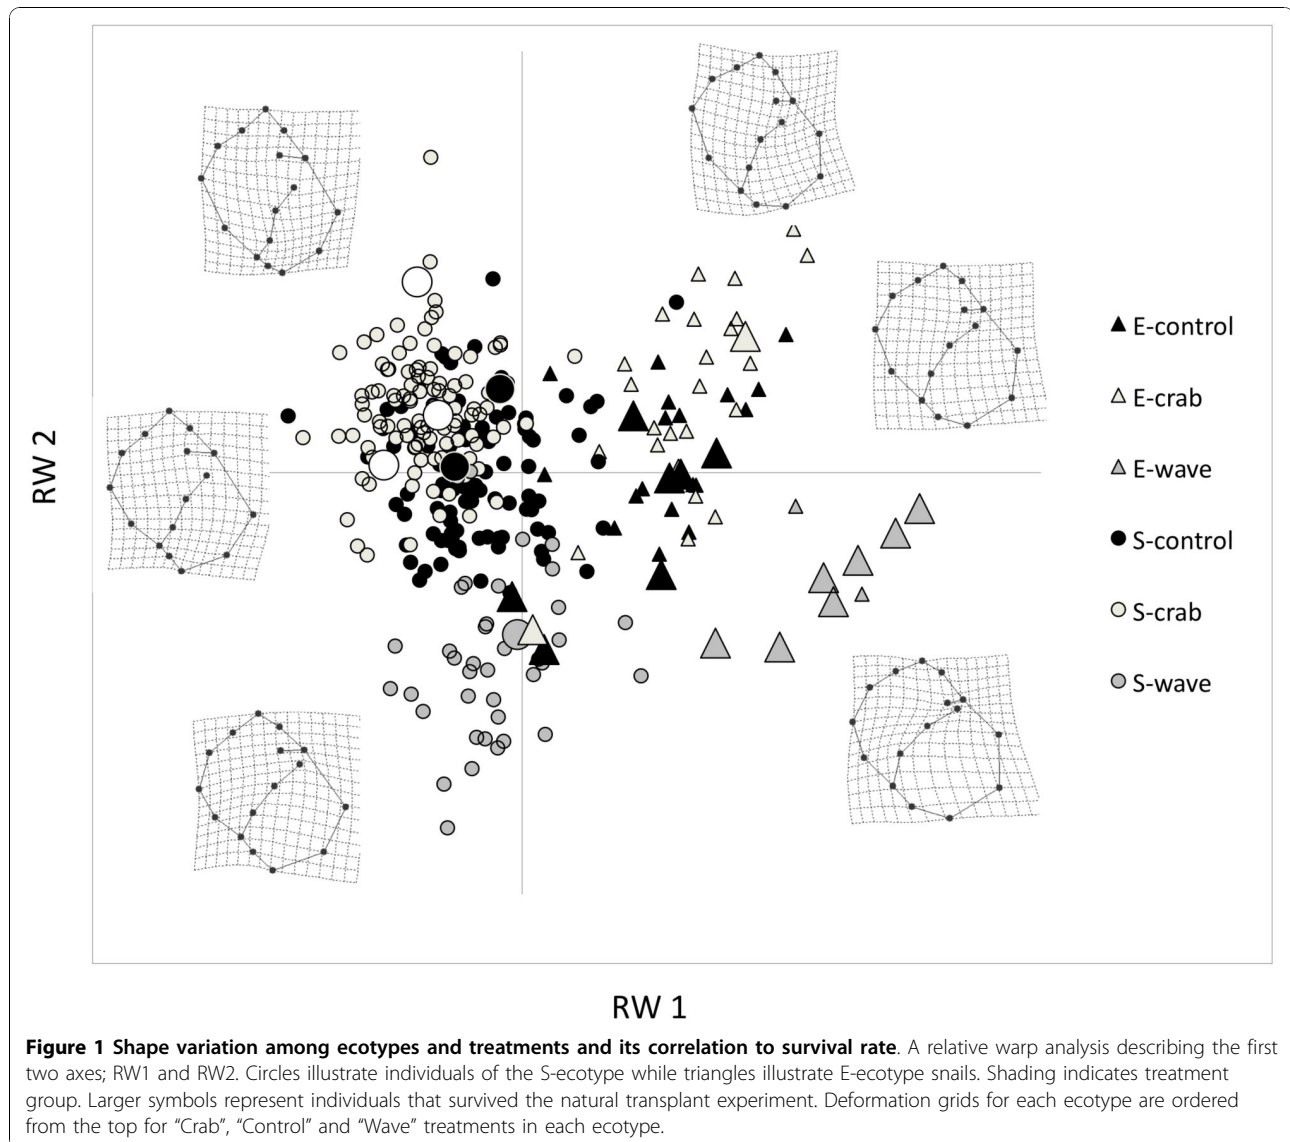 RW 2
E-control
E-crab
E-wave
S-control
S-crab
S-wave
RW 1
Figure 1 Shape variation among ecotypes and treatments and its correlation to survival rate. A relative warp analysis describing the first
two axes; RW1 and RW2. Circles illustrate individuals of the S-ecotype while triangles illustrate E-ecotype snails. Shading indicates treatment
group. Larger symbols represent individuals that survived the natural transplant experiment. Deformation grids for each ecotype are ordered
from the top for “Crab”, “Control” and “Wave” treatments in each ecotype.